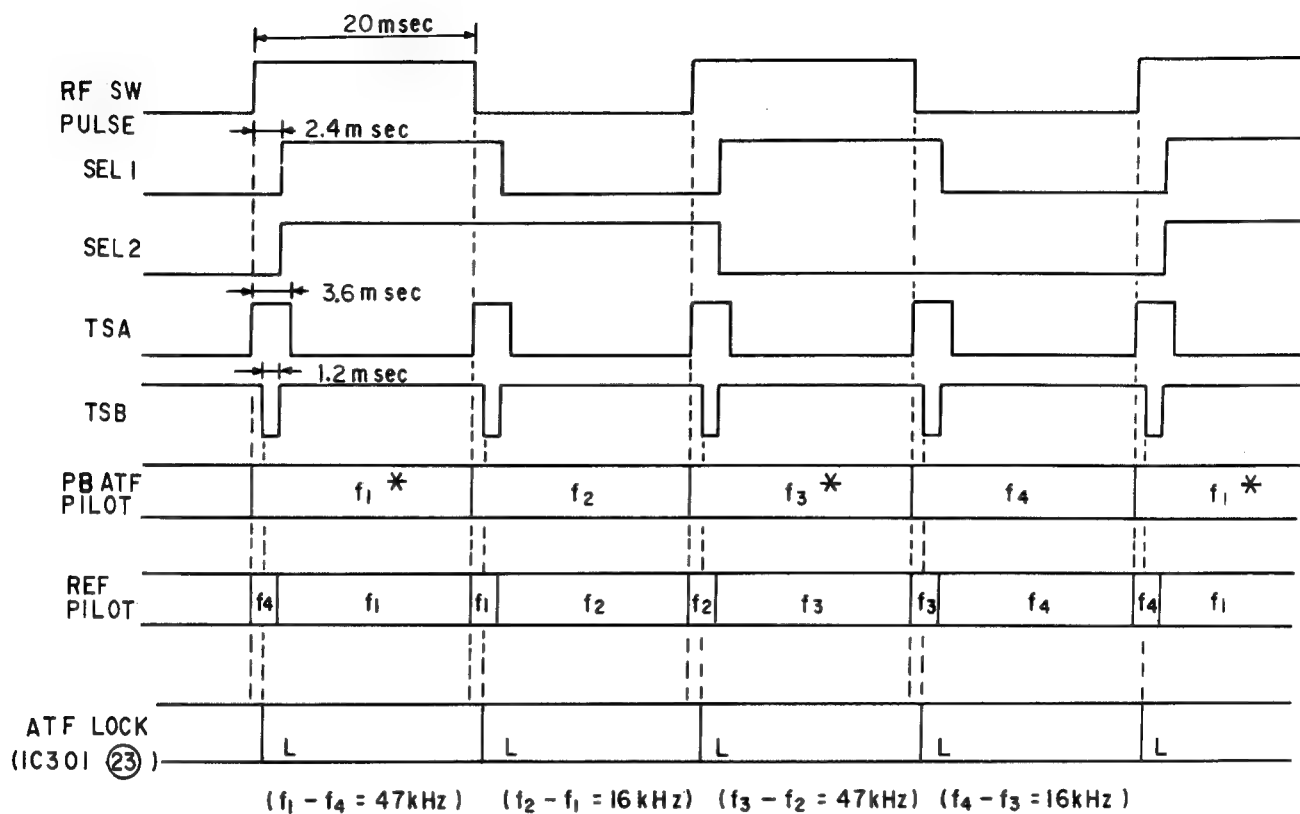 20 msec
RF SW
PULSE
2.4 m sec
SEL 1
SEL 2
3.6 m sec
TSA
1.2 m sec
TSB
PB ATF
PILOT
f1 * f2 f3 * f4 f1 *
REF
PILOT
f4 f1 f1 f2 f2 f3 f3 f4 f4 f1
ATF LOCK
(IC301 23)
L L L L L
(f1 - f4 = 47kHz) (f2 - f1 = 16kHz) (f3 - f2 = 47kHz) (f4 - f3 = 16kHz)